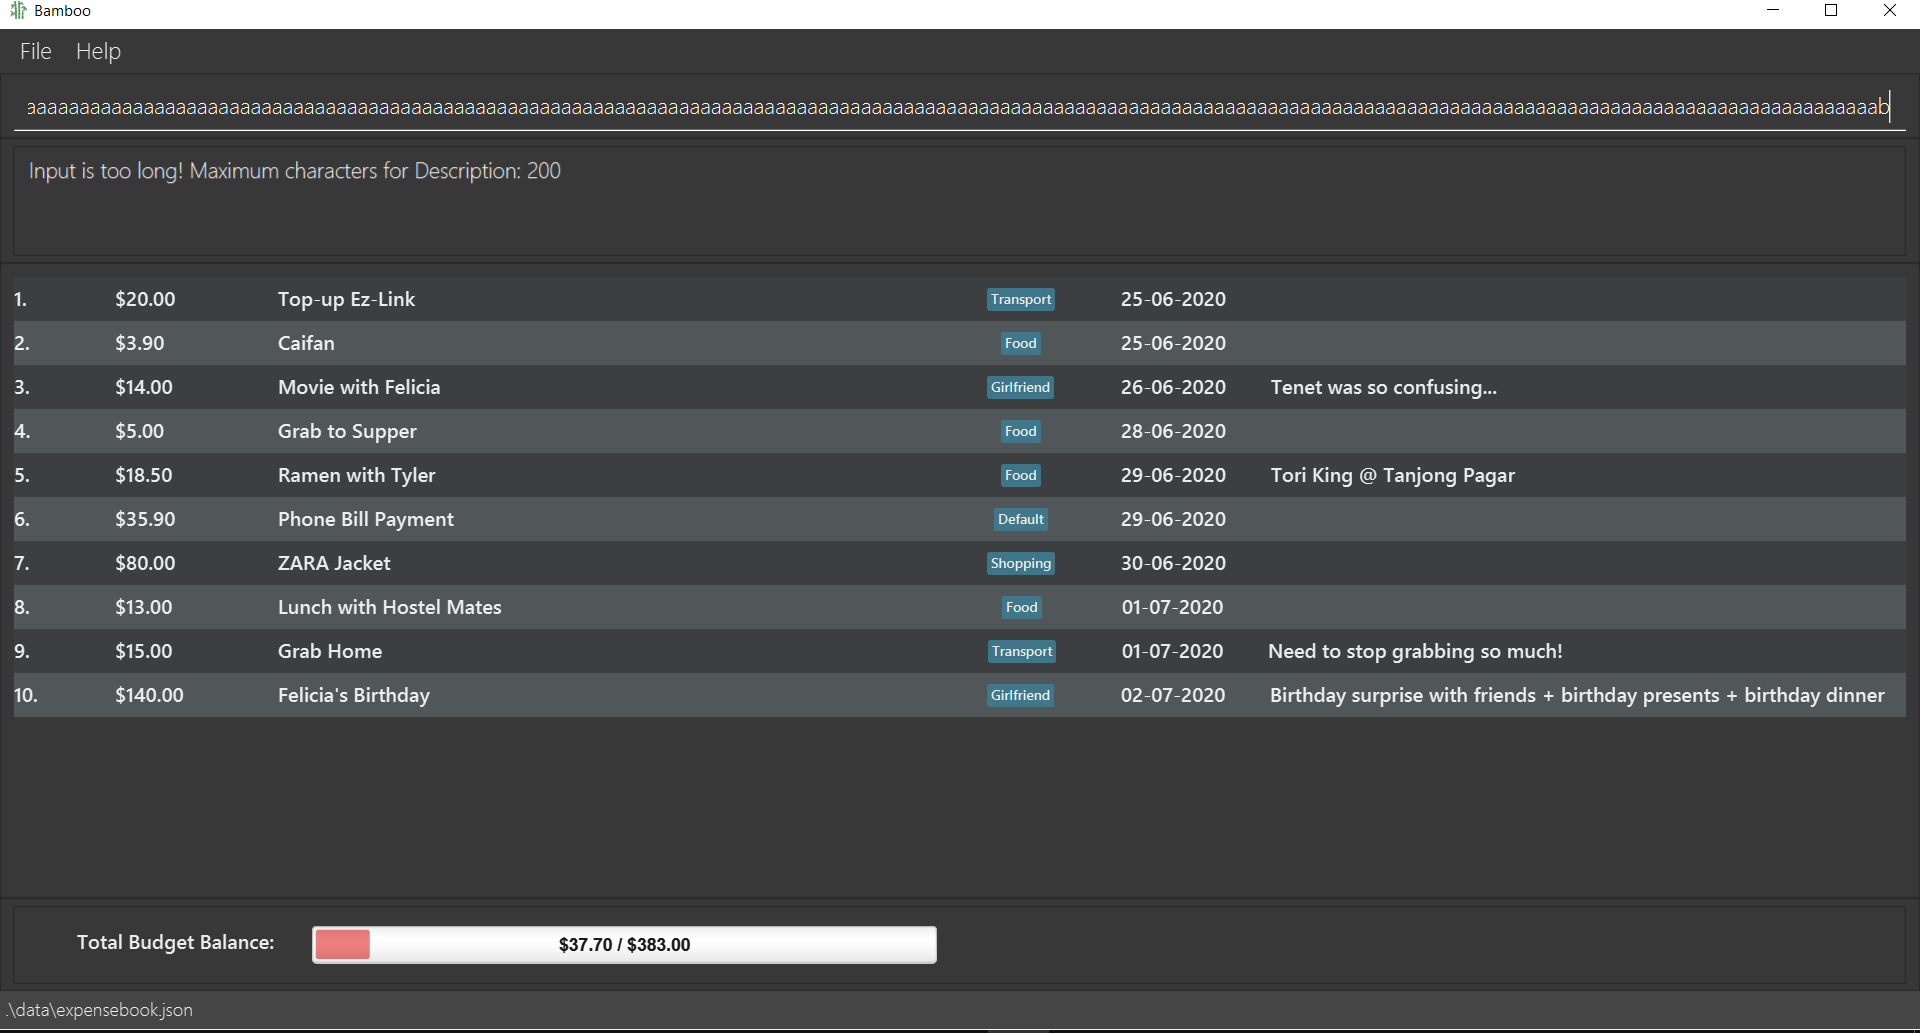 Bamboo
File Help
Input is too long! Maximum characters for Description: 200
1. $20.00 Top-up Ez-Link Transport 25-06-2020
2. $3.90 Caifan Food 25-06-2020
3. $14.00 Movie with Felicia Girlfriend 26-06-2020 Tenet was so confusing...
4. $5.00 Grab to Supper Food 28-06-2020
5. $18.50 Ramen with Tyler Food 29-06-2020 Tori King @ Tanjong Pagar
6. $35.90 Phone Bill Payment Default 29-06-2020
7. $80.00 ZARA Jacket Shopping 30-06-2020
8. $13.00 Lunch with Hostel Mates Food 01-07-2020
9. $15.00 Grab Home Transport 01-07-2020 Need to stop grabbing so much!
10. $140.00 Felicia's Birthday Girlfriend 02-07-2020 Birthday surprise with friends + birthday presents + birthday dinner
Total Budget Balance: $37.70 / $383.00
.\data\expensebook.json